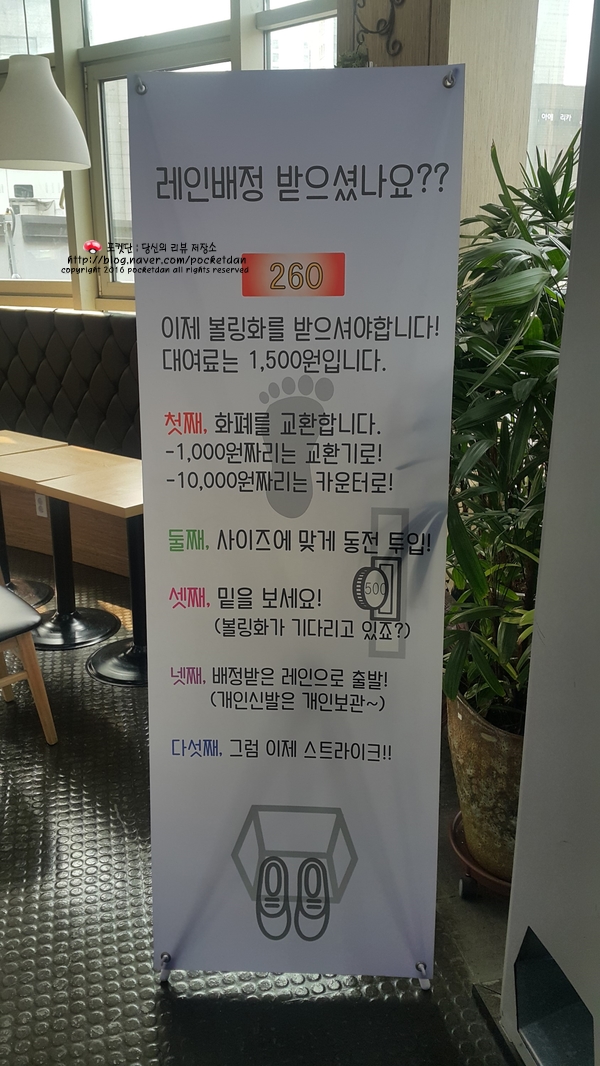 레인배정 받으셨나요??
포켓단 : 당신의 리뷰 저장소
http://blog.naver.com/pocketdan
copyright 2016 pocketdan all rights reserved
260
이제 볼링화를 받으셔야합니다!
대여료는 1,500원입니다.
첫째, 화폐를 교환합니다.
-1,000원짜리는 교환기로!
-10,000원짜리는 카운터로!
둘째, 사이즈에 맞게 동전 투입!
500
셋째, 밑을 보세요!
(볼링화가 기다리고 있죠?)
넷째, 배정받은 레인으로 출발!
(개인신발은 개인보관~)
다섯째, 그럼 이제 스트라이크!!